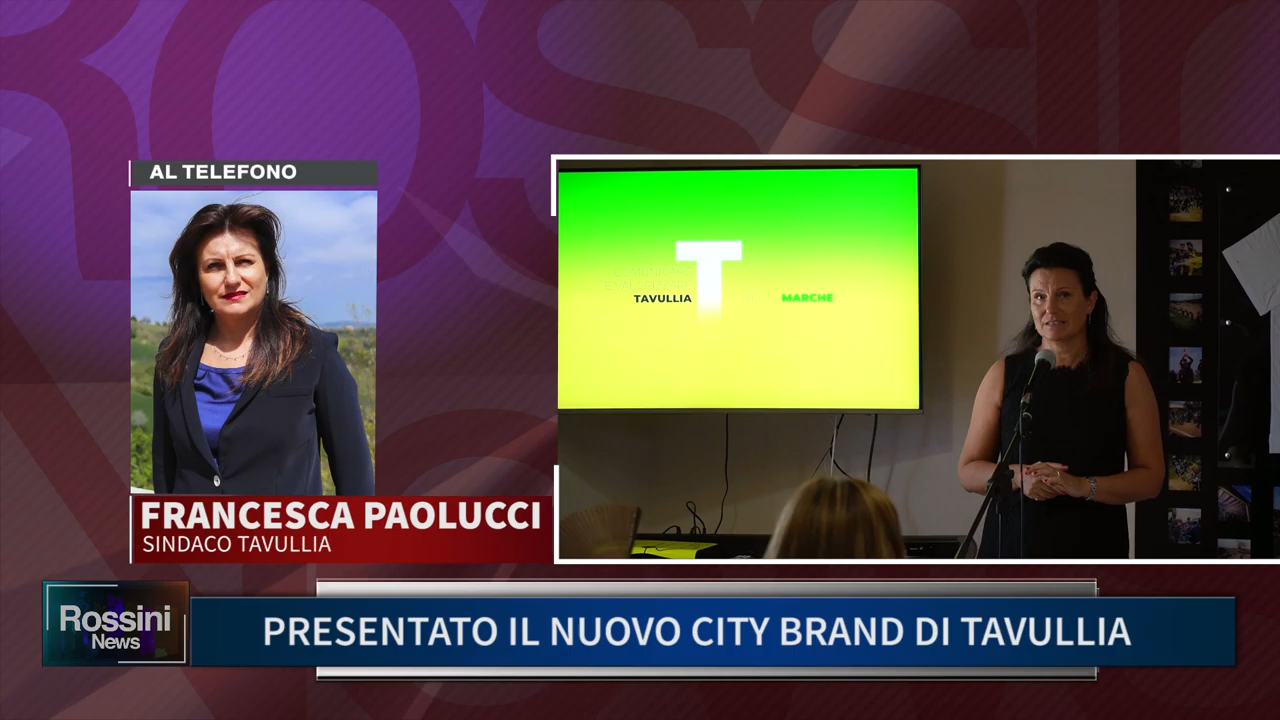 AL TELEFONO
T
TAVULLIA
MARCHE
FRANCESCA PAOLUCCI
SINDACO TAVULLIA
Rossini
News
PRESENTATO IL NUOVO CITY BRAND DI TAVULLIA